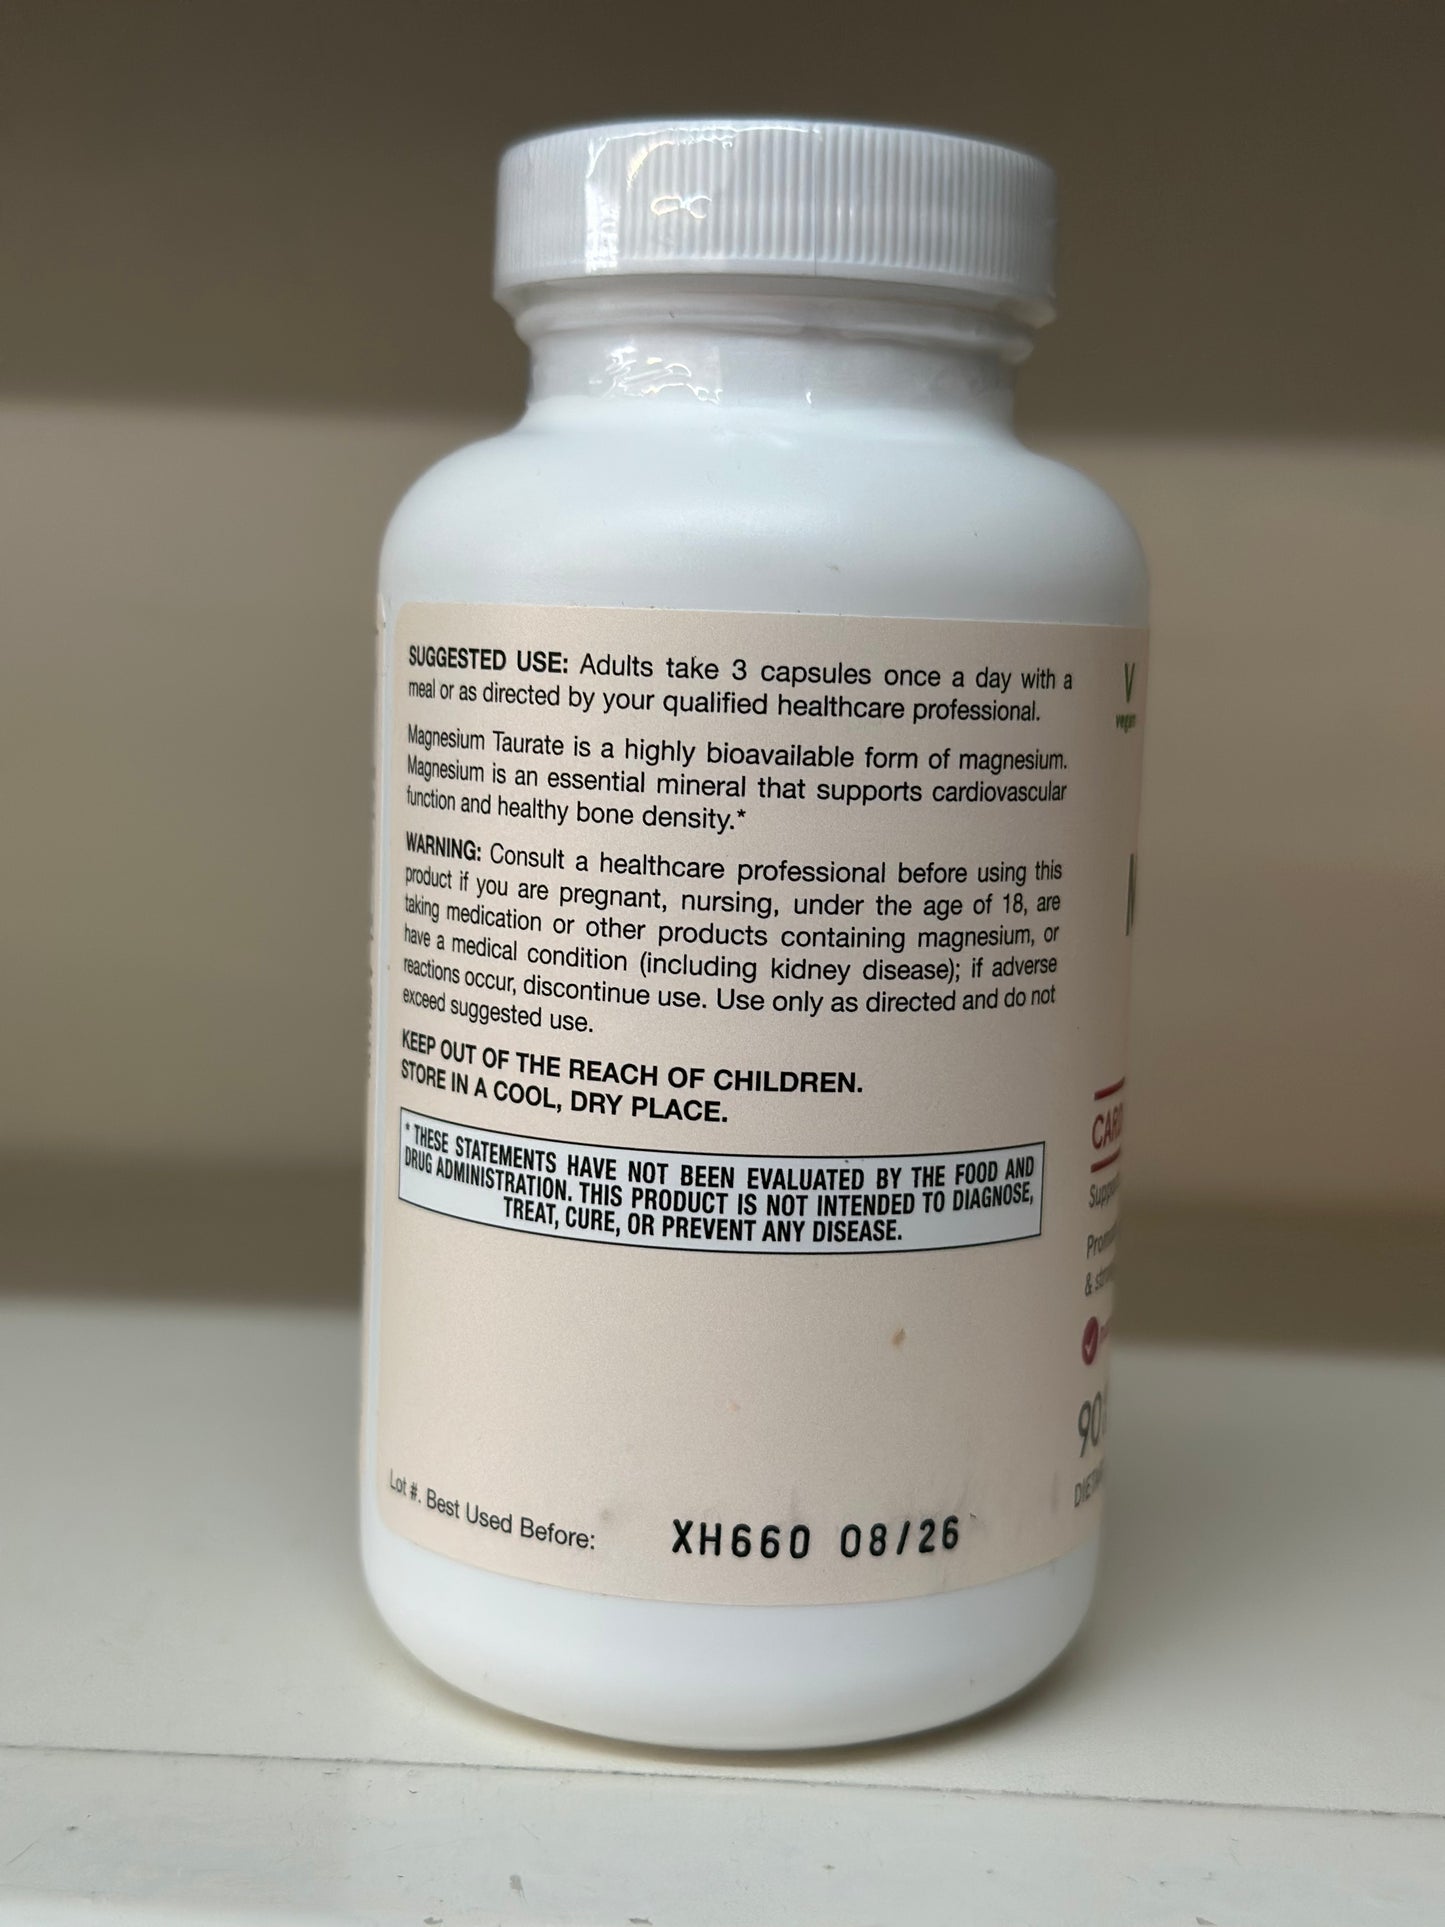 SUGGESTED USE: Adults take 3 capsules once a day with a
meal or as directed by your qualified healthcare professional.
Magnesium Taurate is a highly bioavailable form of magnesium.
Magnesium is an essential mineral that supports cardiovascular
function and healthy bone density.*
WARNING: Consult a healthcare professional before using this
product if you are pregnant, nursing, under the age of 18, are
taking medication or other products containing magnesium, or
have a medical condition (including kidney disease); if adverse
reactions occur, discontinue use. Use only as directed and do not
exceed suggested use.
KEEP OUT OF THE REACH OF CHILDREN.
STORE IN A COOL, DRY PLACE.
* THESE STATEMENTS HAVE NOT BEEN EVALUATED BY THE FOOD AND
DRUG ADMINISTRATION. THIS PRODUCT IS NOT INTENDED TO DIAGNOSE,
TREAT, CURE, OR PREVENT ANY DISEASE.
Lot #. Best Used Before: XH660 08/26
V
vegan
90